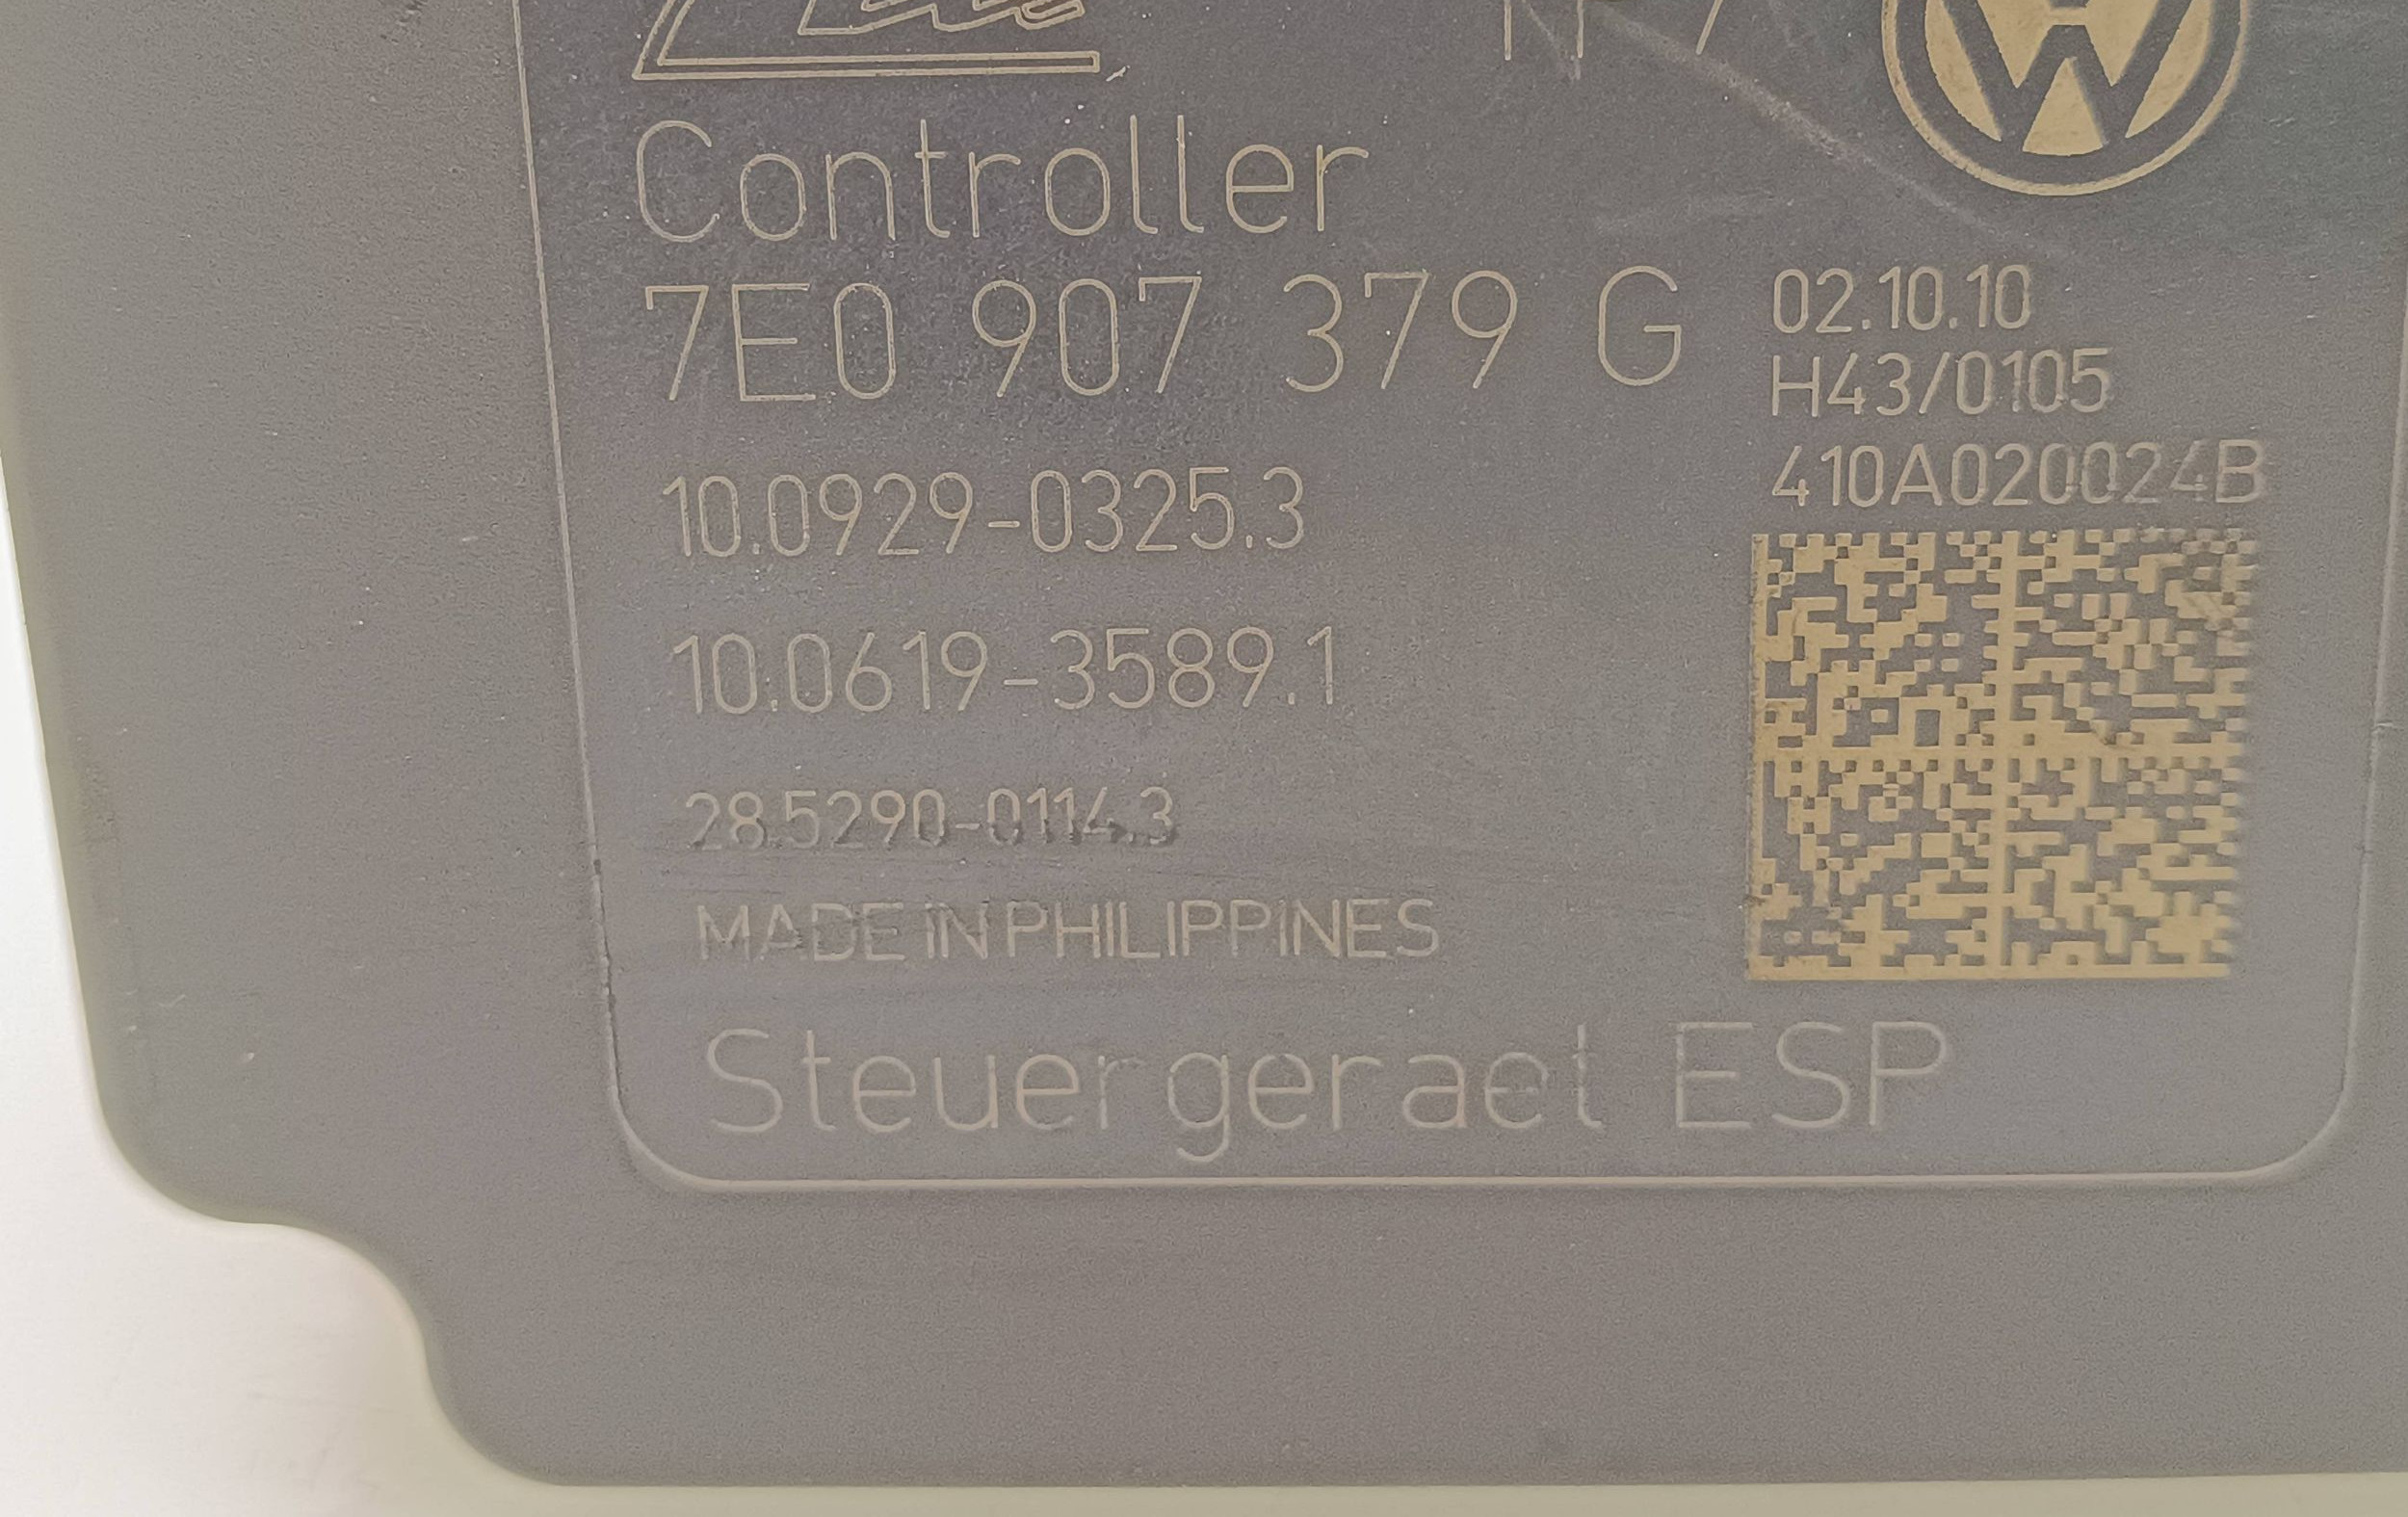 Controller
7E0 907 379 G
02.10.10
H43/0105
410A020024B
10.0929-0325.3
10.0619-3589.1
28.5290-0114.3
MADE IN PHILIPPINES
Steuergeraet ESP